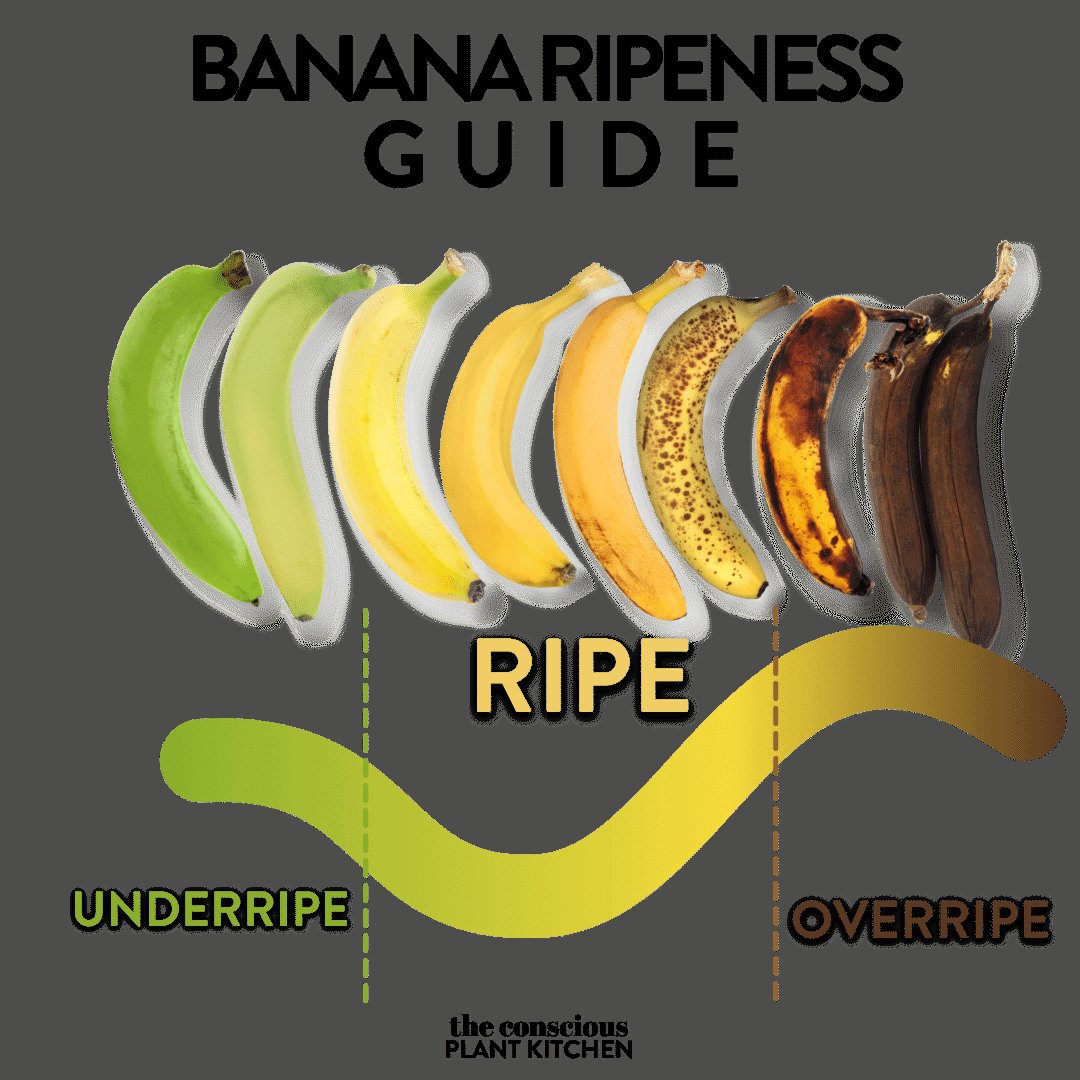 BANANA RIPENESS
GUIDE
RIPE
UNDERRIPE
OVERRIPE
the conscious
PLANT KITCHEN